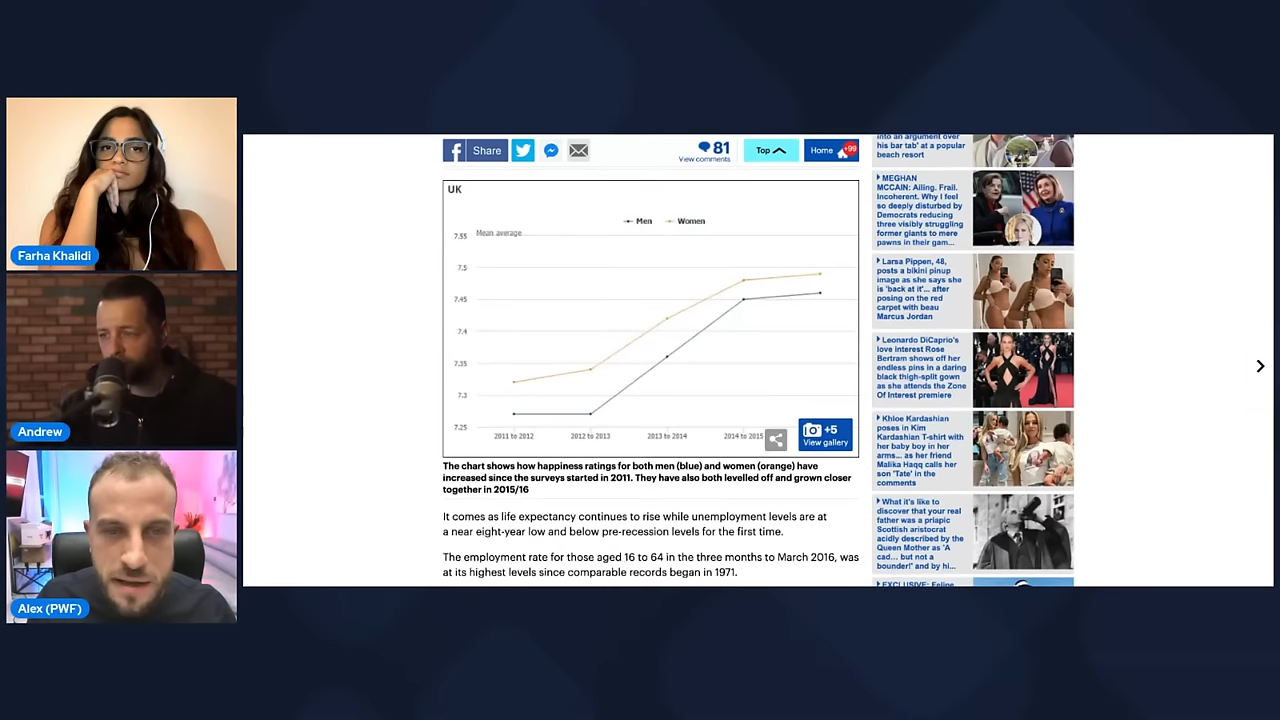 Farha Khalidi
Andrew
Alex (PWF)
f Share
81
View comments
Top
Home
+99
UK
Men
Women
Mean average
7.55
7.5
7.45
7.4
7.35
7.3
7.25
2011 to 2012
2012 to 2013
2013 to 2014
2014 to 2015
+5
View gallery
The chart shows how happiness ratings for both men (blue) and women (orange) have
increased since the surveys started in 2011. They have also both levelled off and grown closer
together in 2015/16
It comes as life expectancy continues to rise while unemployment levels are at
a near eight-year low and below pre-recession levels for the first time.
The employment rate for those aged 16 to 64 in the three months to March 2016, was
at its highest levels since comparable records began in 1971.
into an argument over
his bar tab' at a popular
beach resort
MEGHAN
MCCAIN: Ailing. Frail.
Incoherent. Why I feel
so deeply disturbed by
Democrats reducing
three visibly struggling
former giants to mere
pawns in their gam...
Larsa Pippen, 48,
posts a bikini pinup
image as she says she
is 'back at it'... after
posing on the red
carpet with beau
Marcus Jordan
Leonardo DiCaprio's
love interest Rose
Bertram shows off her
endless pins in a daring
black thigh-split gown
as she attends the Zone
Of Interest premiere
Khloe Kardashian
poses in Kim
Kardashian T-shirt with
her baby boy in her
arms... as her friend
Malika Haqq calls her
son 'Tate' in the
comments
What it's like to
discover that your real
father was a priapic
Scottish aristocrat
acidly described by the
Queen Mother as 'A
cad... but not a
bounder!' and by hi...
EXCLUSIVE: Feline